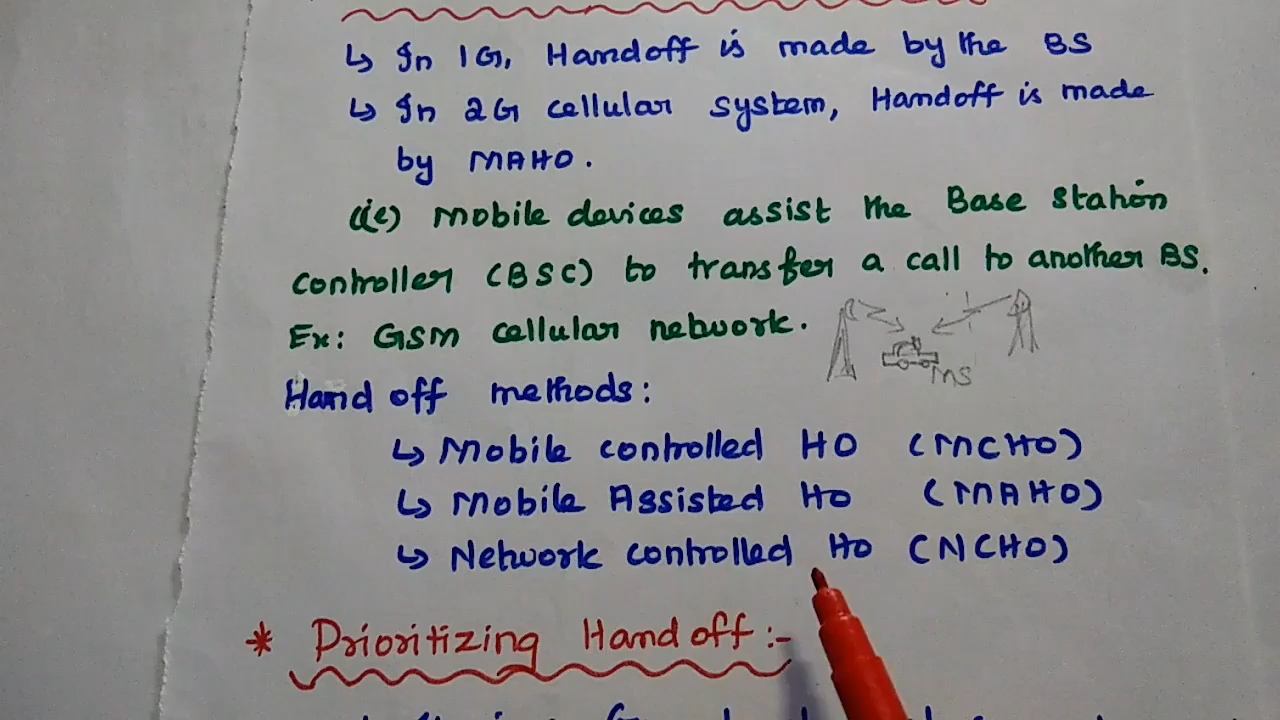 ↳ In 1G, Handoff is made by the BS
↳ In 2G cellular system, Handoff is made
by MAHO.
(ie) Mobile devices assist the Base Station
controller (BSC) to transfer a call to another BS.
Ex: GSM cellular network.
MS
Hand off methods:
↳ Mobile controlled HO (MCHO)
↳ Mobile Assisted HO (MAHO)
↳ Network controlled HO (NCHO)
* Prioritizing Handoff :-